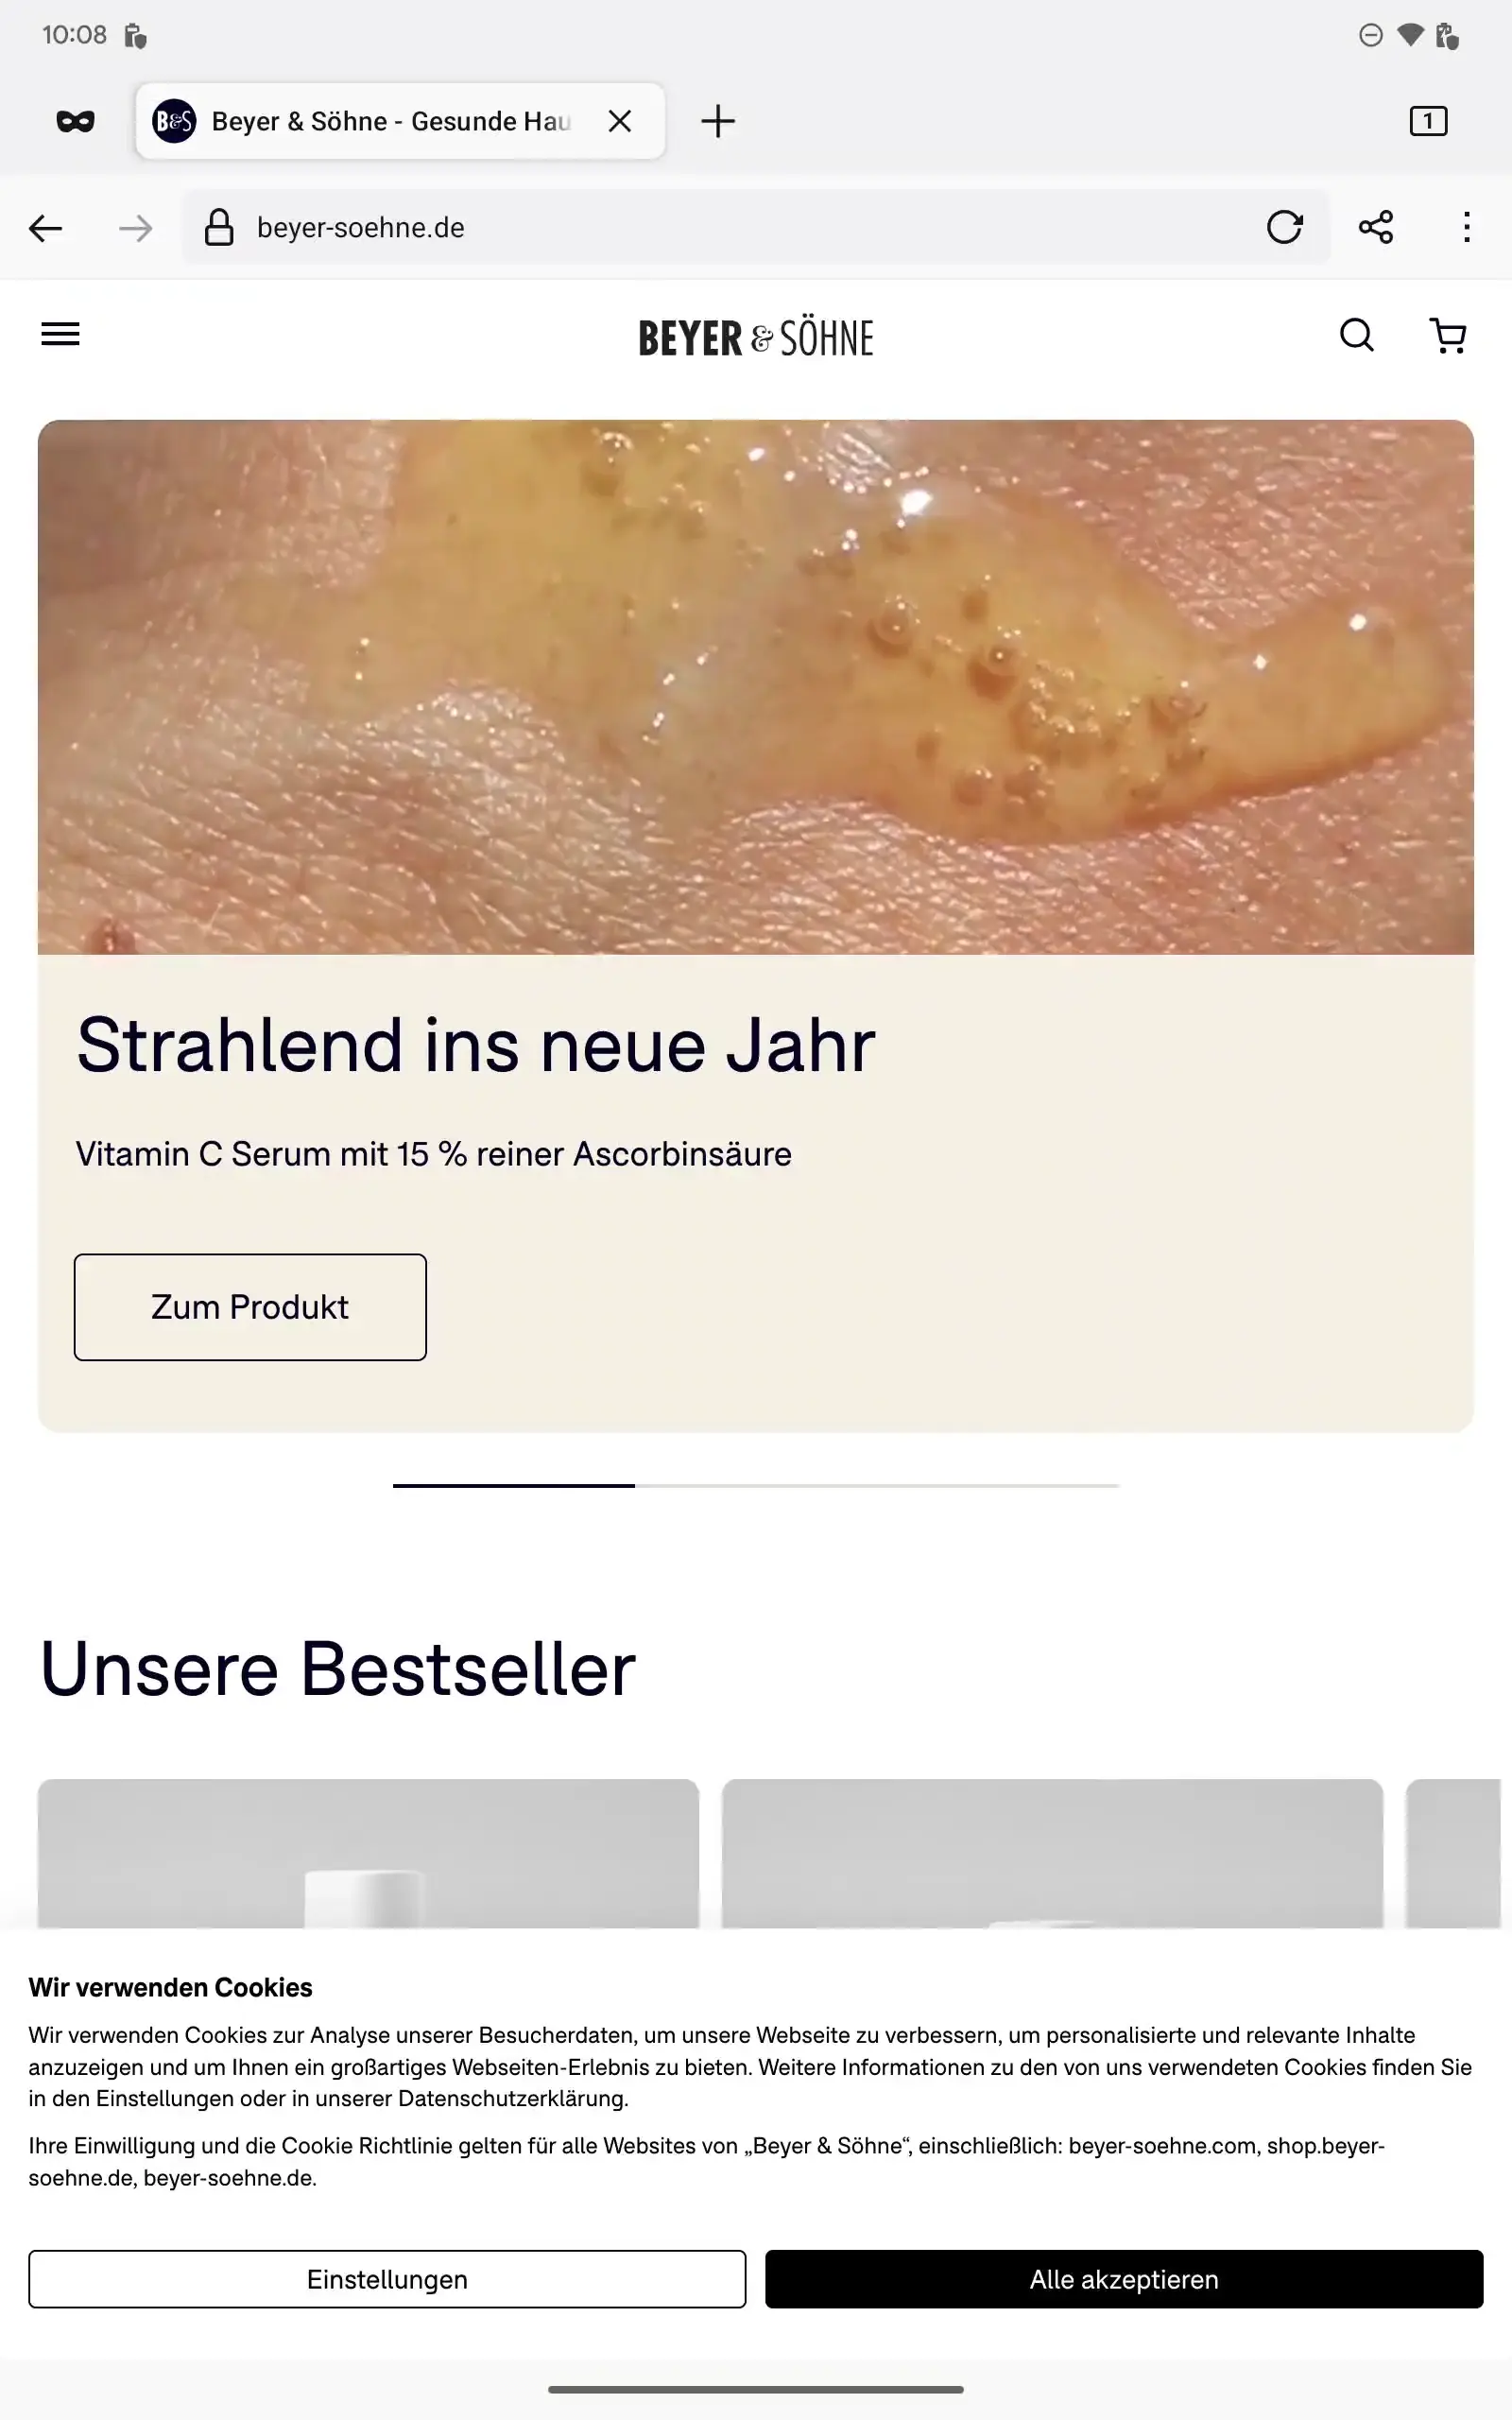 10:08
B&S Beyer & Söhne - Gesunde Hau
1
beyer-soehne.de
BEYER & SÖHNE
Strahlend ins neue Jahr
Vitamin C Serum mit 15 % reiner Ascorbinsäure
Zum Produkt
Unsere Bestseller
Wir verwenden Cookies
Wir verwenden Cookies zur Analyse unserer Besucherdaten, um unsere Webseite zu verbessern, um personalisierte und relevante Inhalte
anzuzeigen und um Ihnen ein großartiges Webseiten-Erlebnis zu bieten. Weitere Informationen zu den von uns verwendeten Cookies finden Sie
in den Einstellungen oder in unserer Datenschutzerklärung.
Ihre Einwilligung und die Cookie Richtlinie gelten für alle Websites von „Beyer & Söhne“, einschließlich: beyer-soehne.com, shop.beyer-
soehne.de, beyer-soehne.de.
Einstellungen
Alle akzeptieren